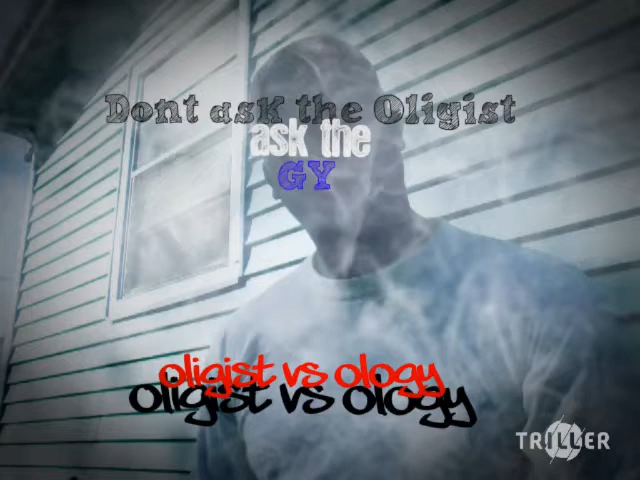 Dont ask the Oligist
ask the
GY
oligist vs ology
oligist vs ology
TRILLER